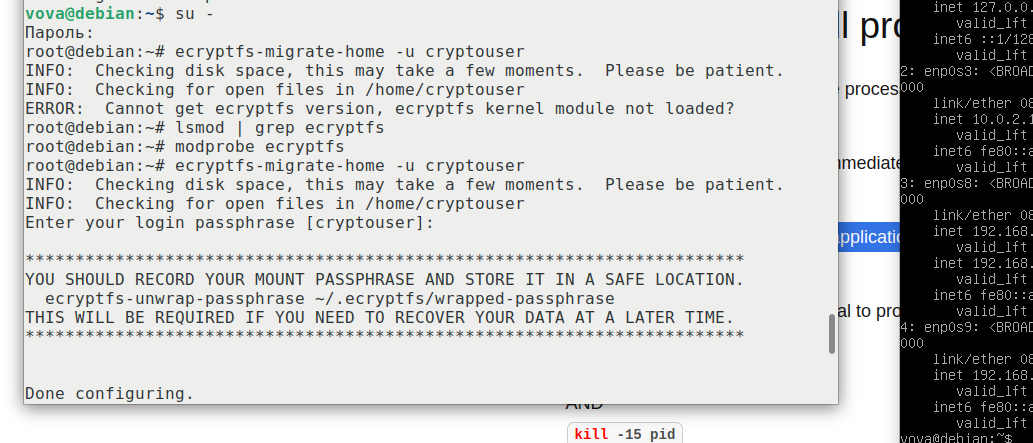 vova@debian:~$ su -
Пароль:
root@debian:~# ecryptfs-migrate-home -u cryptouser
INFO:  Checking disk space, this may take a few moments.  Please be patient.
INFO:  Checking for open files in /home/cryptouser
ERROR:  Cannot get ecryptfs version, ecryptfs kernel module not loaded?
root@debian:~# lsmod | grep ecryptfs
root@debian:~# modprobe ecryptfs
root@debian:~# ecryptfs-migrate-home -u cryptouser
INFO:  Checking disk space, this may take a few moments.  Please be patient.
INFO:  Checking for open files in /home/cryptouser
Enter your login passphrase [cryptouser]:
************************************************************************
YOU SHOULD RECORD YOUR MOUNT PASSPHRASE AND STORE IT IN A SAFE LOCATION.
  ecryptfs-unwrap-passphrase ~/.ecryptfs/wrapped-passphrase
THIS WILL BE REQUIRED IF YOU NEED TO RECOVER YOUR DATA AT A LATER TIME.
************************************************************************
Done configuring.
ll pro
proces
mmediate
applicatio
al to pro
AND
kill -15 pid
inet 127.0.0.
valid_lft
inet6 ::1/128
valid_lft
2: enp0s3: <BROAD
000
link/ether 08
inet 10.0.2.1
valid_lft
inet6 fe80::a
valid_lft
3: enp0s8: <BROAD
000
link/ether 08
inet 192.168.
valid_lft
inet 192.168.
valid_lft
inet6 fe80::a
valid_lft
4: enp0s9: <BROAD
000
link/ether 08
inet 192.168.
valid_lft
inet6 fe80::a
valid_lft
vova@debian:~$